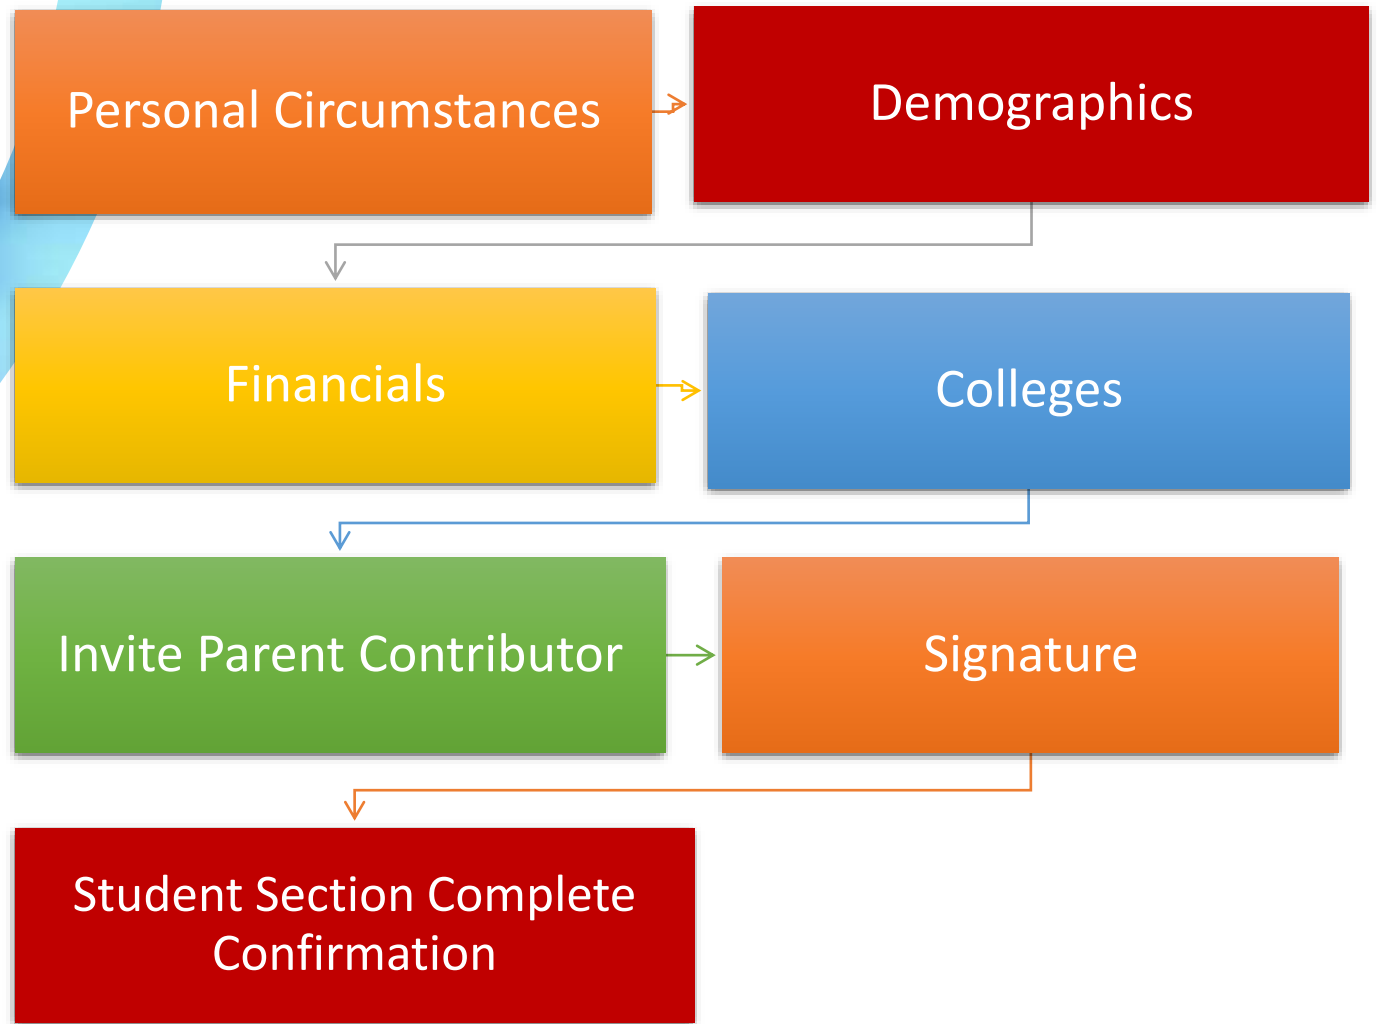 Personal Circumstances
Demographics
Financials
Colleges
Invite Parent Contributor
Signature
Student Section Complete
Confirmation